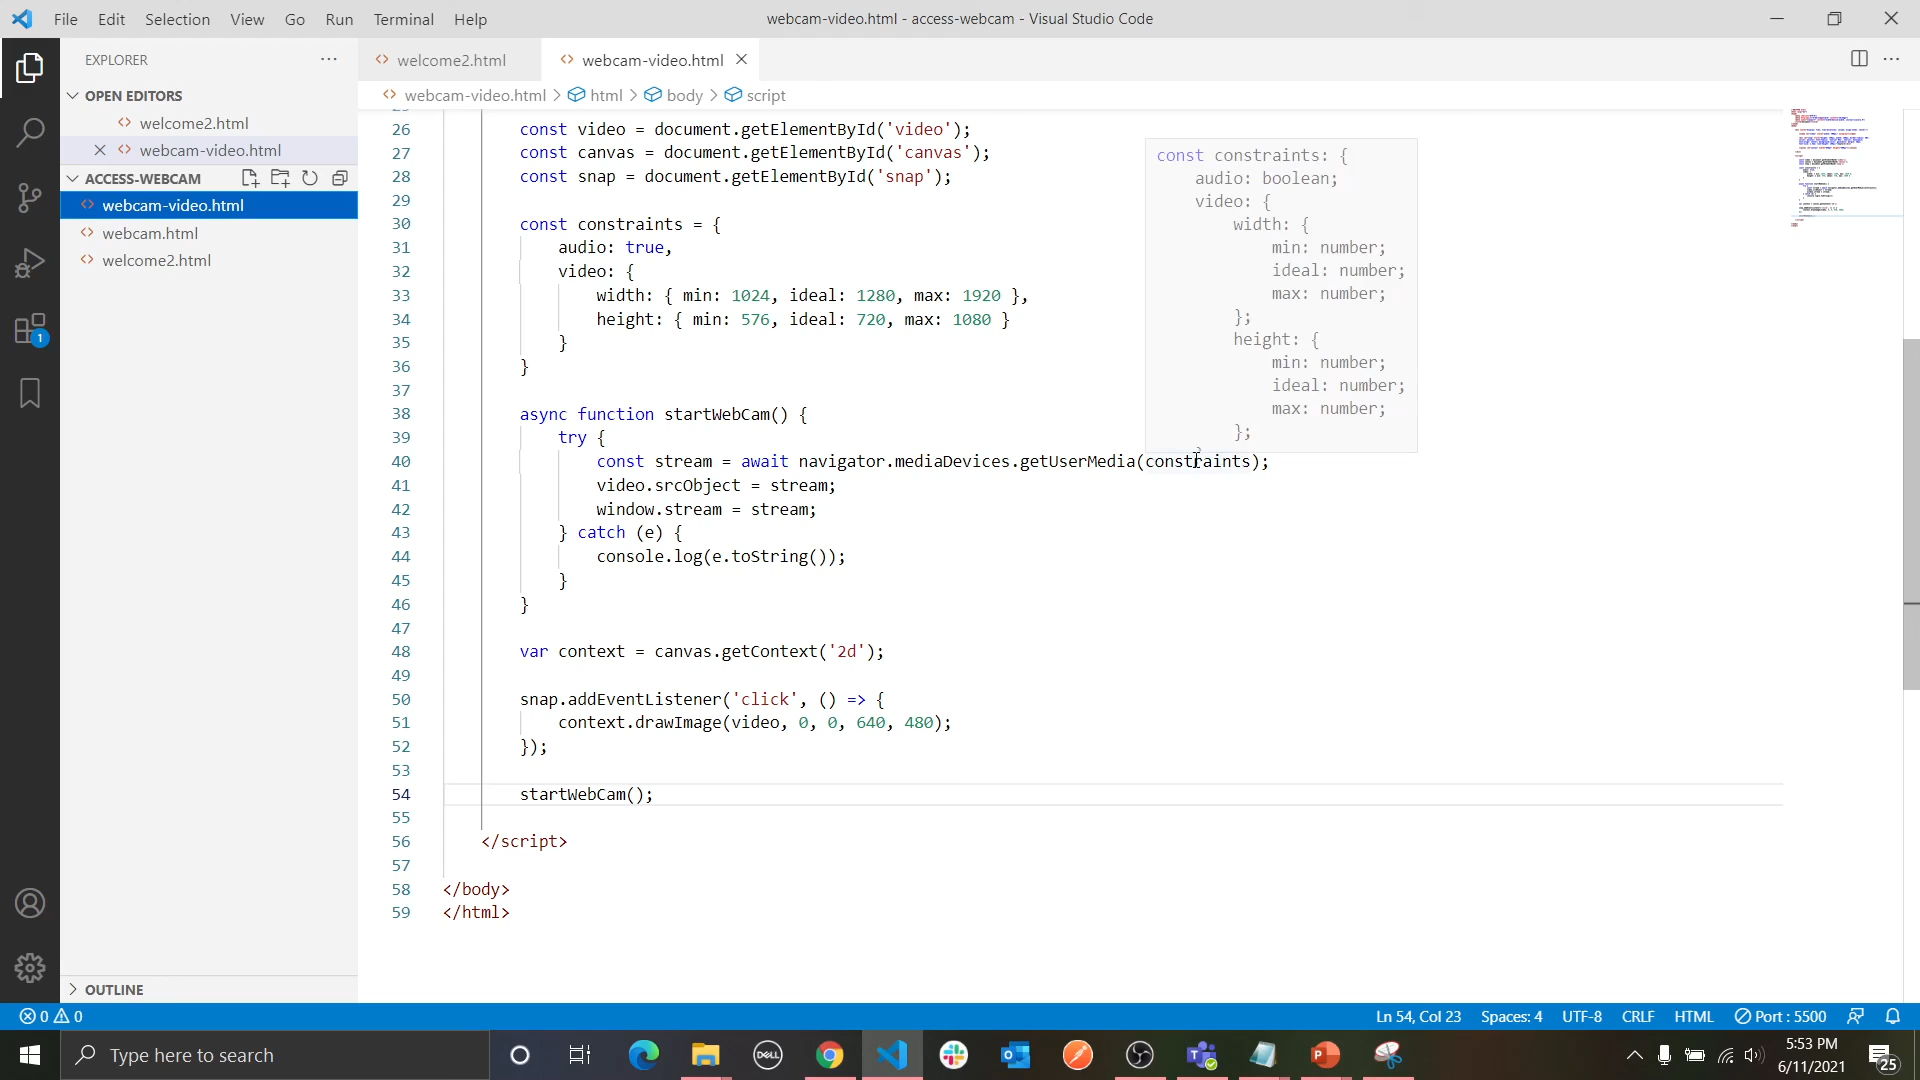 File Edit Selection View Go Run Terminal Help
webcam-video.html - access-webcam - Visual Studio Code
EXPLORER
OPEN EDITORS
welcome2.html
webcam-video.html
ACCESS-WEBCAM
webcam-video.html
webcam.html
welcome2.html
OUTLINE
welcome2.html
webcam-video.html
webcam-video.html > html > body > script
26 const video = document.getElementById('video');
27 const canvas = document.getElementById('canvas');
28 const snap = document.getElementById('snap');
29
30 const constraints = {
31 audio: true,
32 video: {
33 width: { min: 1024, ideal: 1280, max: 1920 },
34 height: { min: 576, ideal: 720, max: 1080 }
35 }
36 }
37
38 async function startWebCam() {
39 try {
40 const stream = await navigator.mediaDevices.getUserMedia(constraints);
41 video.srcObject = stream;
42 window.stream = stream;
43 } catch (e) {
44 console.log(e.toString());
45 }
46 }
47
48 var context = canvas.getContext('2d');
49
50 snap.addEventListener('click', () => {
51 context.drawImage(video, 0, 0, 640, 480);
52 });
53
54 startWebCam();
55
56 </script>
57
58 </body>
59 </html>
const constraints: {
audio: boolean;
video: {
width: {
min: number;
ideal: number;
max: number;
};
height: {
min: number;
ideal: number;
max: number;
};
1
0 0
Ln 54, Col 23 Spaces: 4 UTF-8 CRLF HTML Port : 5500
Type here to search
DELL
5:53 PM
6/11/2021
25